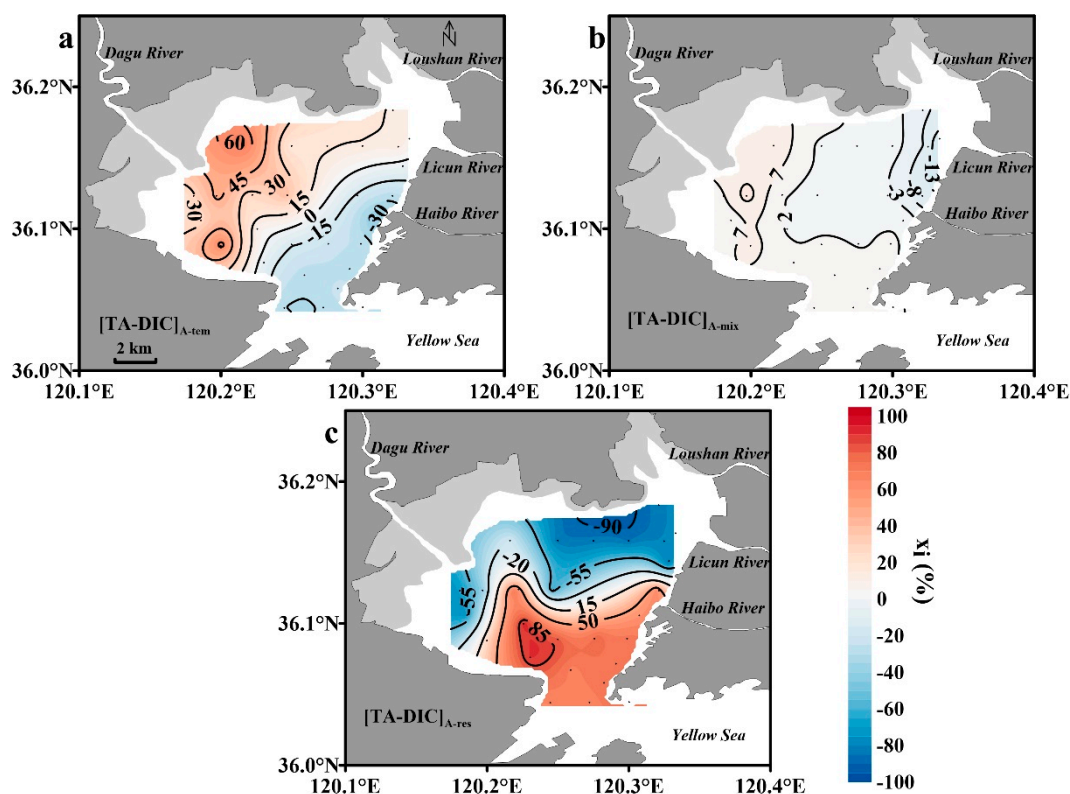 a
N
Dagu River
Loushan River
36.2°N
60
45
30
-30
15
0
-15
-30
Licun River
Haibo River
36.1°N
[TA-DIC]A-tem
2 km
Yellow Sea
36.0°N
120.1°E 120.2°E 120.3°E 120.4°E
b
Dagu River
Loushan River
36.2°N
7
2
-3
-8
-13
7
Licun River
Haibo River
36.1°N
[TA-DIC]A-mix
Yellow Sea
36.0°N
120.1°E 120.2°E 120.3°E 120.4°E
c
Dagu River
Loushan River
36.2°N
-90
-20
-55
-55
15
50
85
Licun River
Haibo River
36.1°N
[TA-DIC]A-res
Yellow Sea
36.0°N
120.1°E 120.2°E 120.3°E 120.4°E
100
80
60
40
20
0
-20
-40
-60
-80
-100
xi (%)